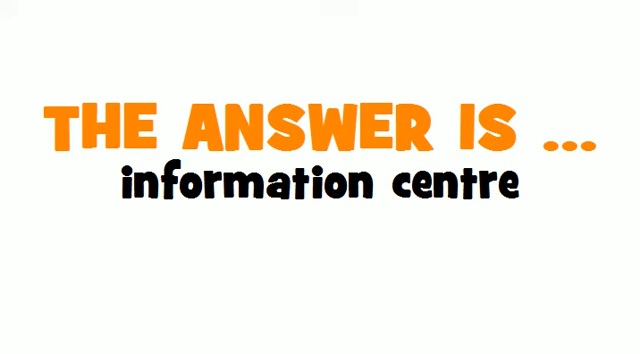 THE ANSWER IS ...
information centre